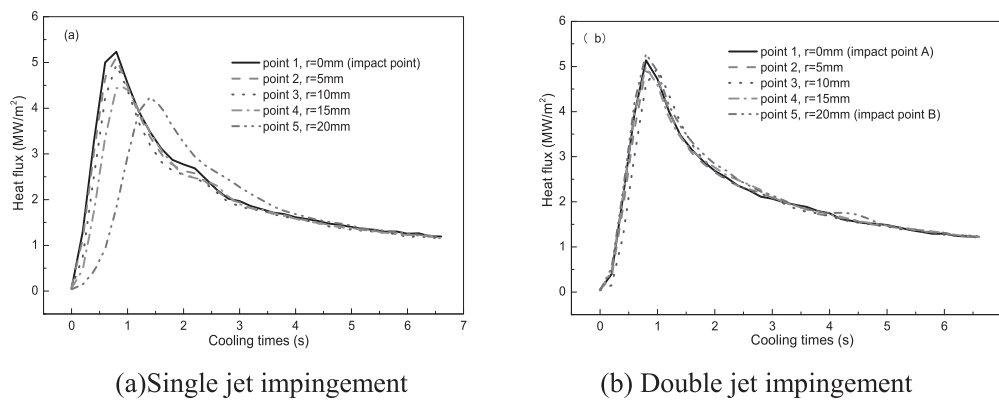 (a)
point 1, r=0mm (impact point)
point 2, r=5mm
point 3, r=10mm
point 4, r=15mm
point 5, r=20mm
6
5
4
3
2
1
0
Heat flux (MW/m²)
0 1 2 3 4 5 6 7
Cooling times (s)
(a)Single jet impingement
( b)
point 1, r=0mm (impact point A)
point 2, r=5mm
point 3, r=10mm
point 4, r=15mm
point 5, r=20mm (impact point B)
6
5
4
3
2
1
0
Heat flux (MW/m²)
0 1 2 3 4 5 6
Cooling times (s)
(b) Double jet impingement